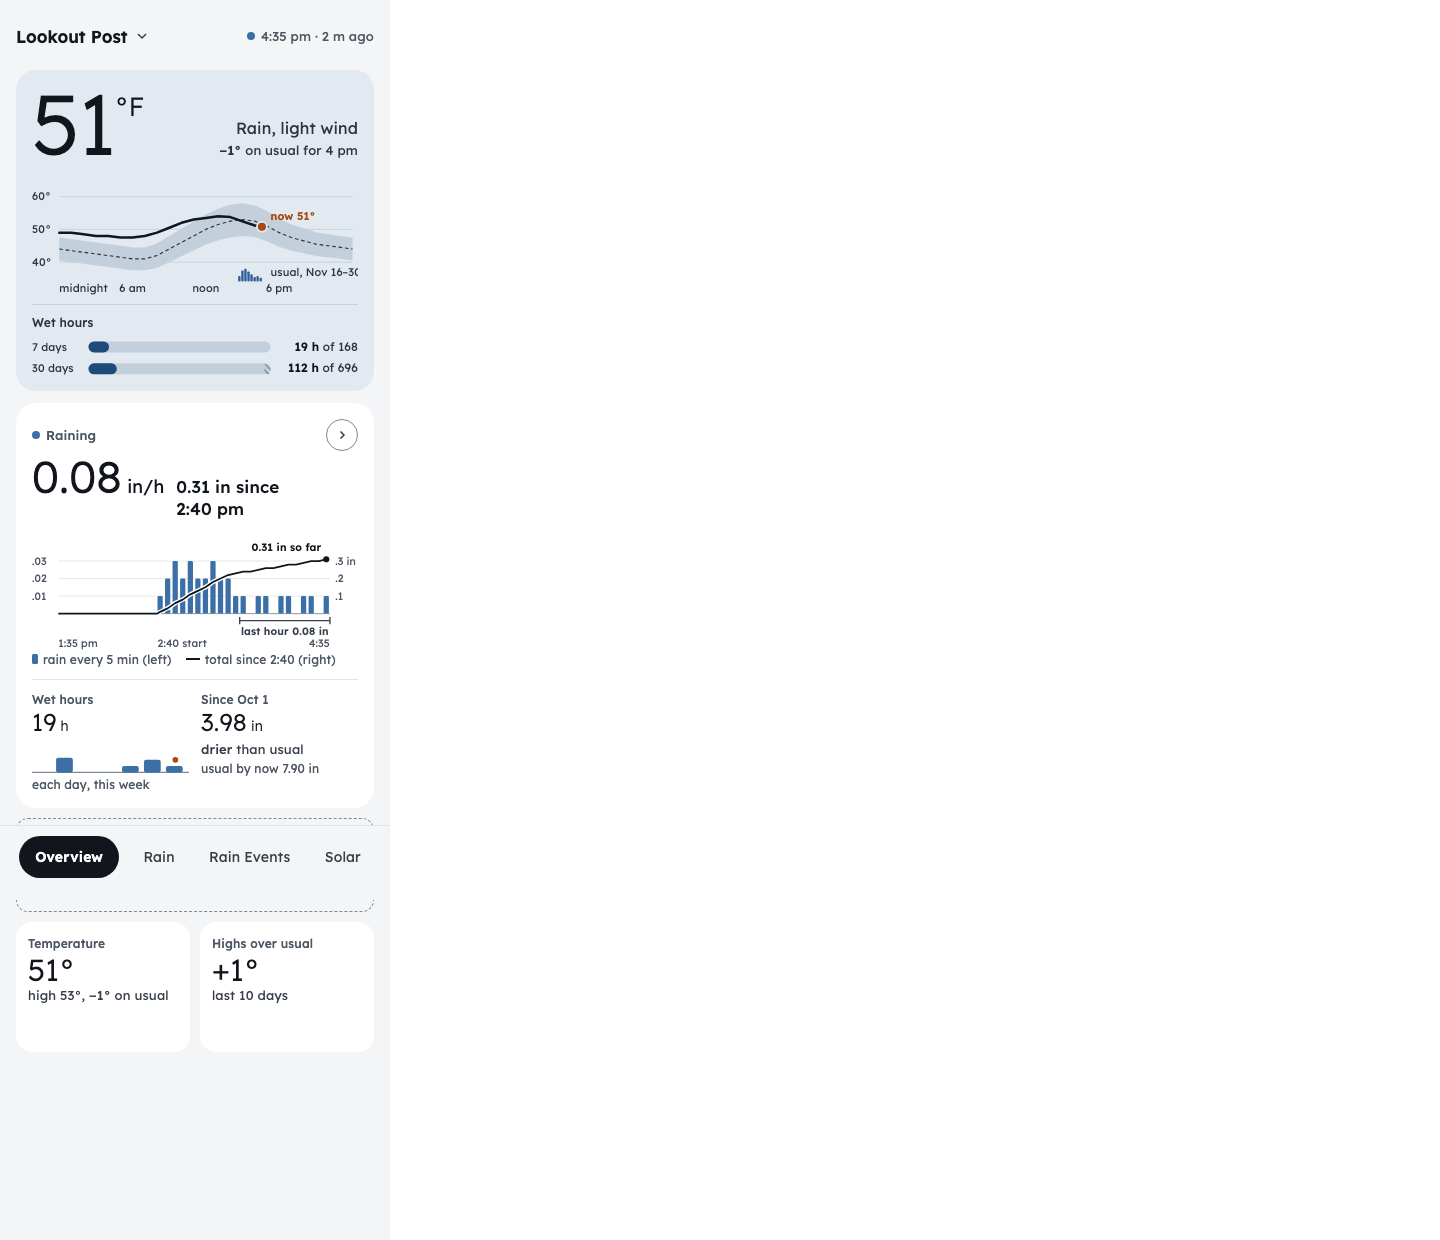 Lookout Post
4:35 pm · 2 m ago
51 °F
Rain, light wind
−1° on usual for 4 pm
60°
50°
40°
now 51°
usual, Nov 16–30
midnight 6 am noon 6 pm
Wet hours
7 days 19 h of 168
30 days 112 h of 696
Raining
0.08 in/h 0.31 in since
2:40 pm
0.31 in so far
.03 .3 in
.02 .2
.01 .1
last hour 0.08 in
1:35 pm 2:40 start 4:35
rain every 5 min (left) total since 2:40 (right)
Wet hours
19 h
each day, this week
Since Oct 1
3.98 in
drier than usual
usual by now 7.90 in
Overview Rain Rain Events Solar
Temperature
51°
high 53°, −1° on usual
Highs over usual
+1°
last 10 days